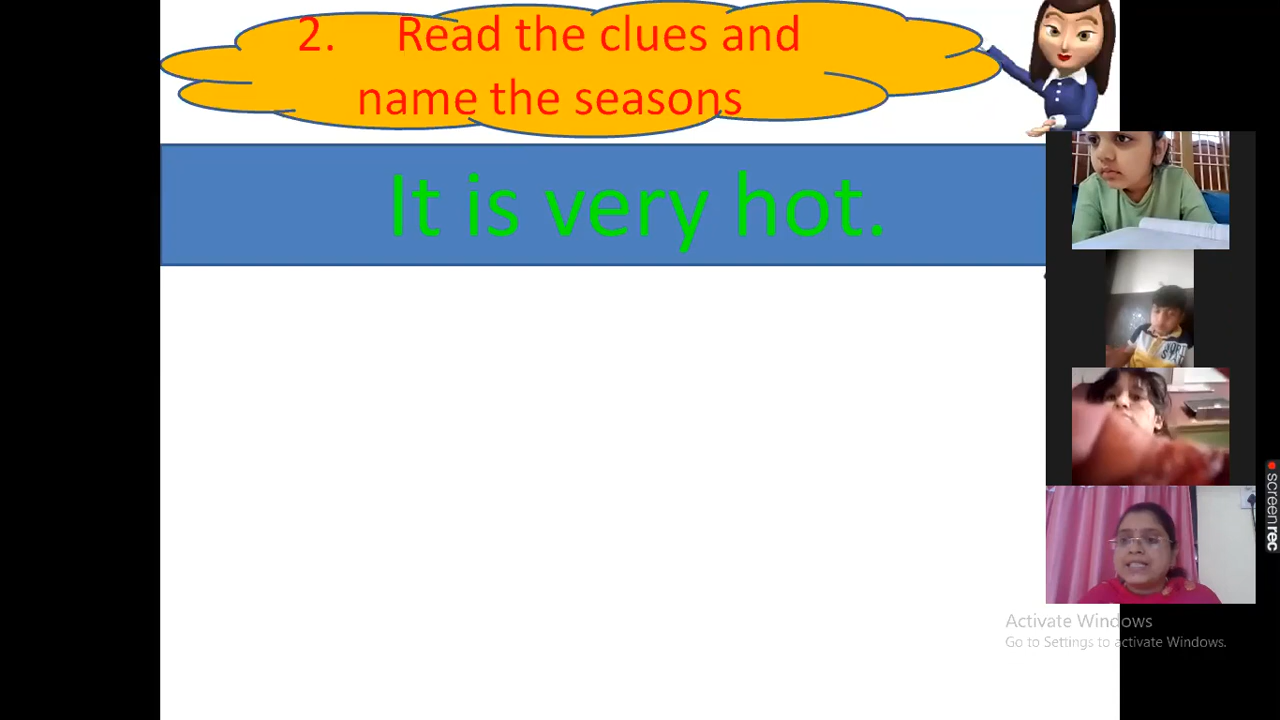 2. Read the clues and
name the seasons
It is very hot.
Activate Windows
Go to Settings to activate Windows.
screenrec